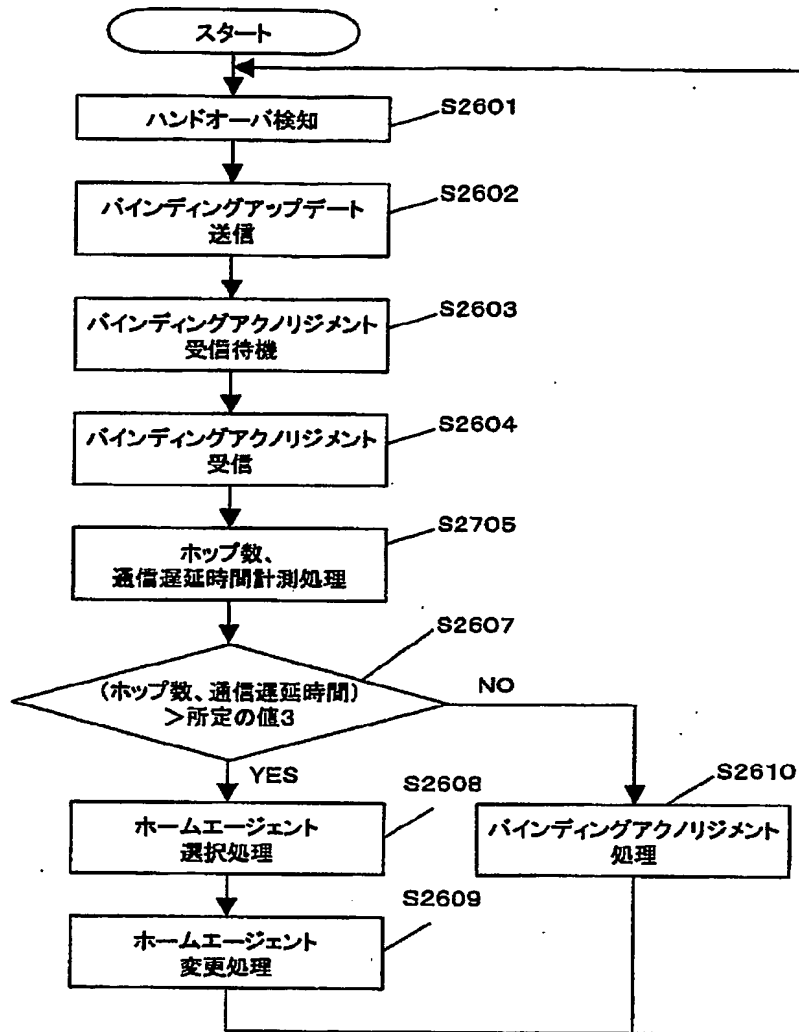 スタート
ハンドオーバ検知
S2601
バインディングアップデート
送信
S2602
バインディングアクノリジメント
受信待機
S2603
バインディングアクノリジメント
受信
S2604
ホップ数、
通信遅延時間計測処理
S2705
(ホップ数、通信遅延時間)
>所定の値3
S2607
NO
YES
ホームエージェント
選択処理
S2608
バインディングアクノリジメント
処理
S2610
ホームエージェント
変更処理
S2609